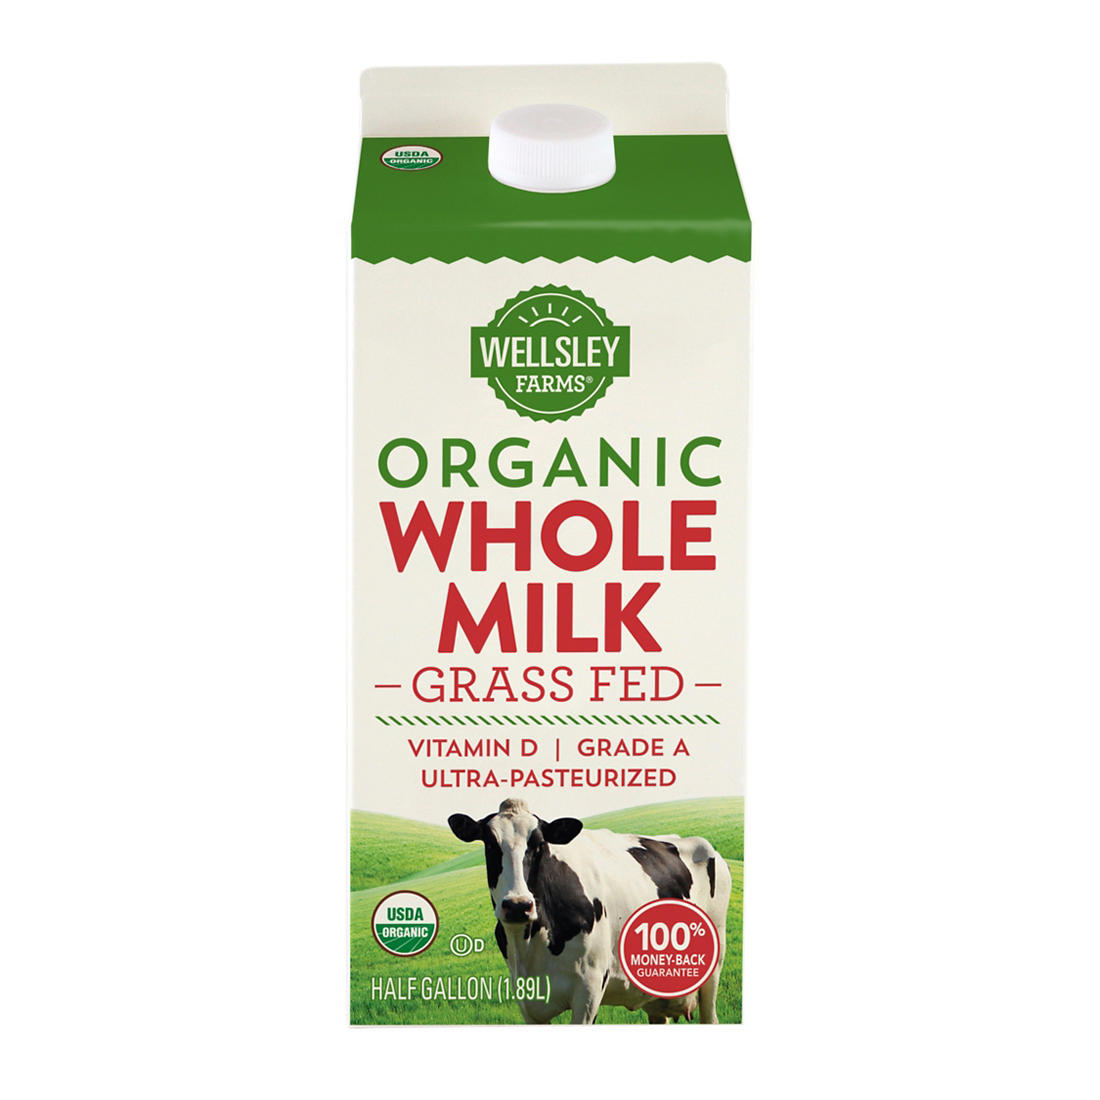 USDA
ORGANIC
WELLSLEY
FARMS®
ORGANIC
WHOLE
MILK
– GRASS FED –
VITAMIN D | GRADE A
ULTRA-PASTEURIZED
USDA
ORGANIC
U D
100%
MONEY-BACK
GUARANTEE
HALF GALLON (1.89L)